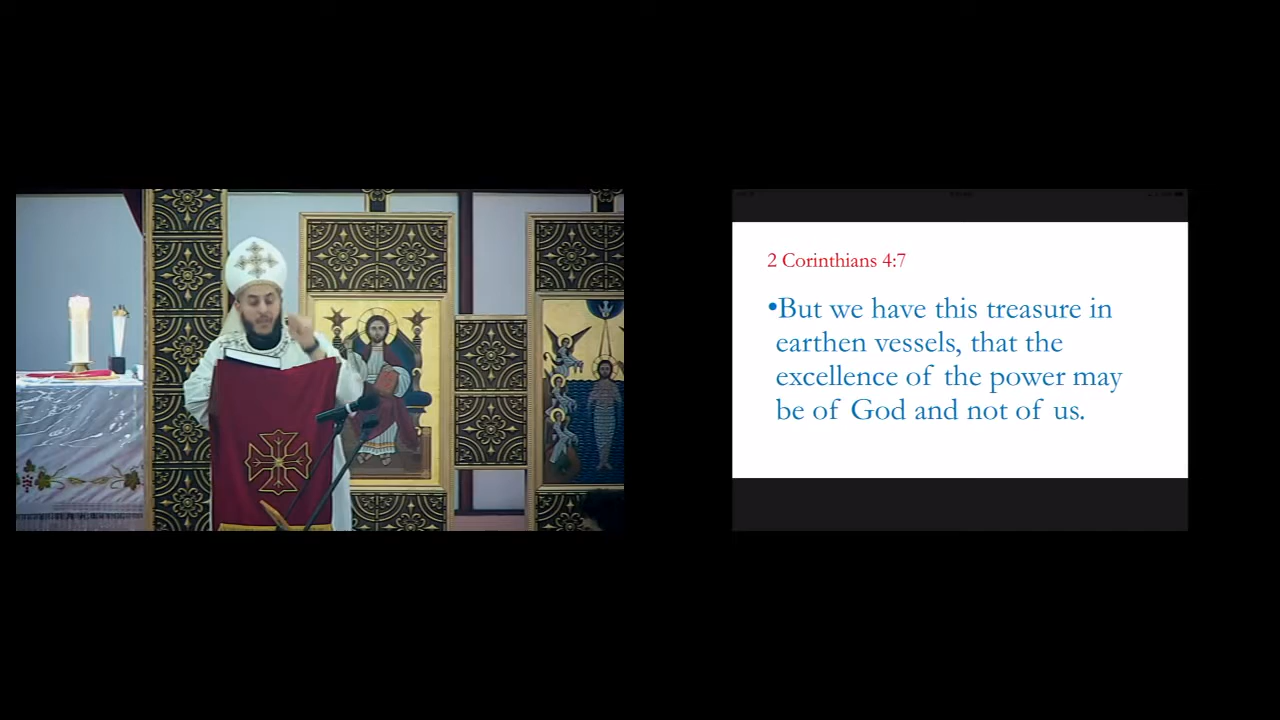 2 Corinthians 4:7
•But we have this treasure in
earthen vessels, that the
excellence of the power may
be of God and not of us.